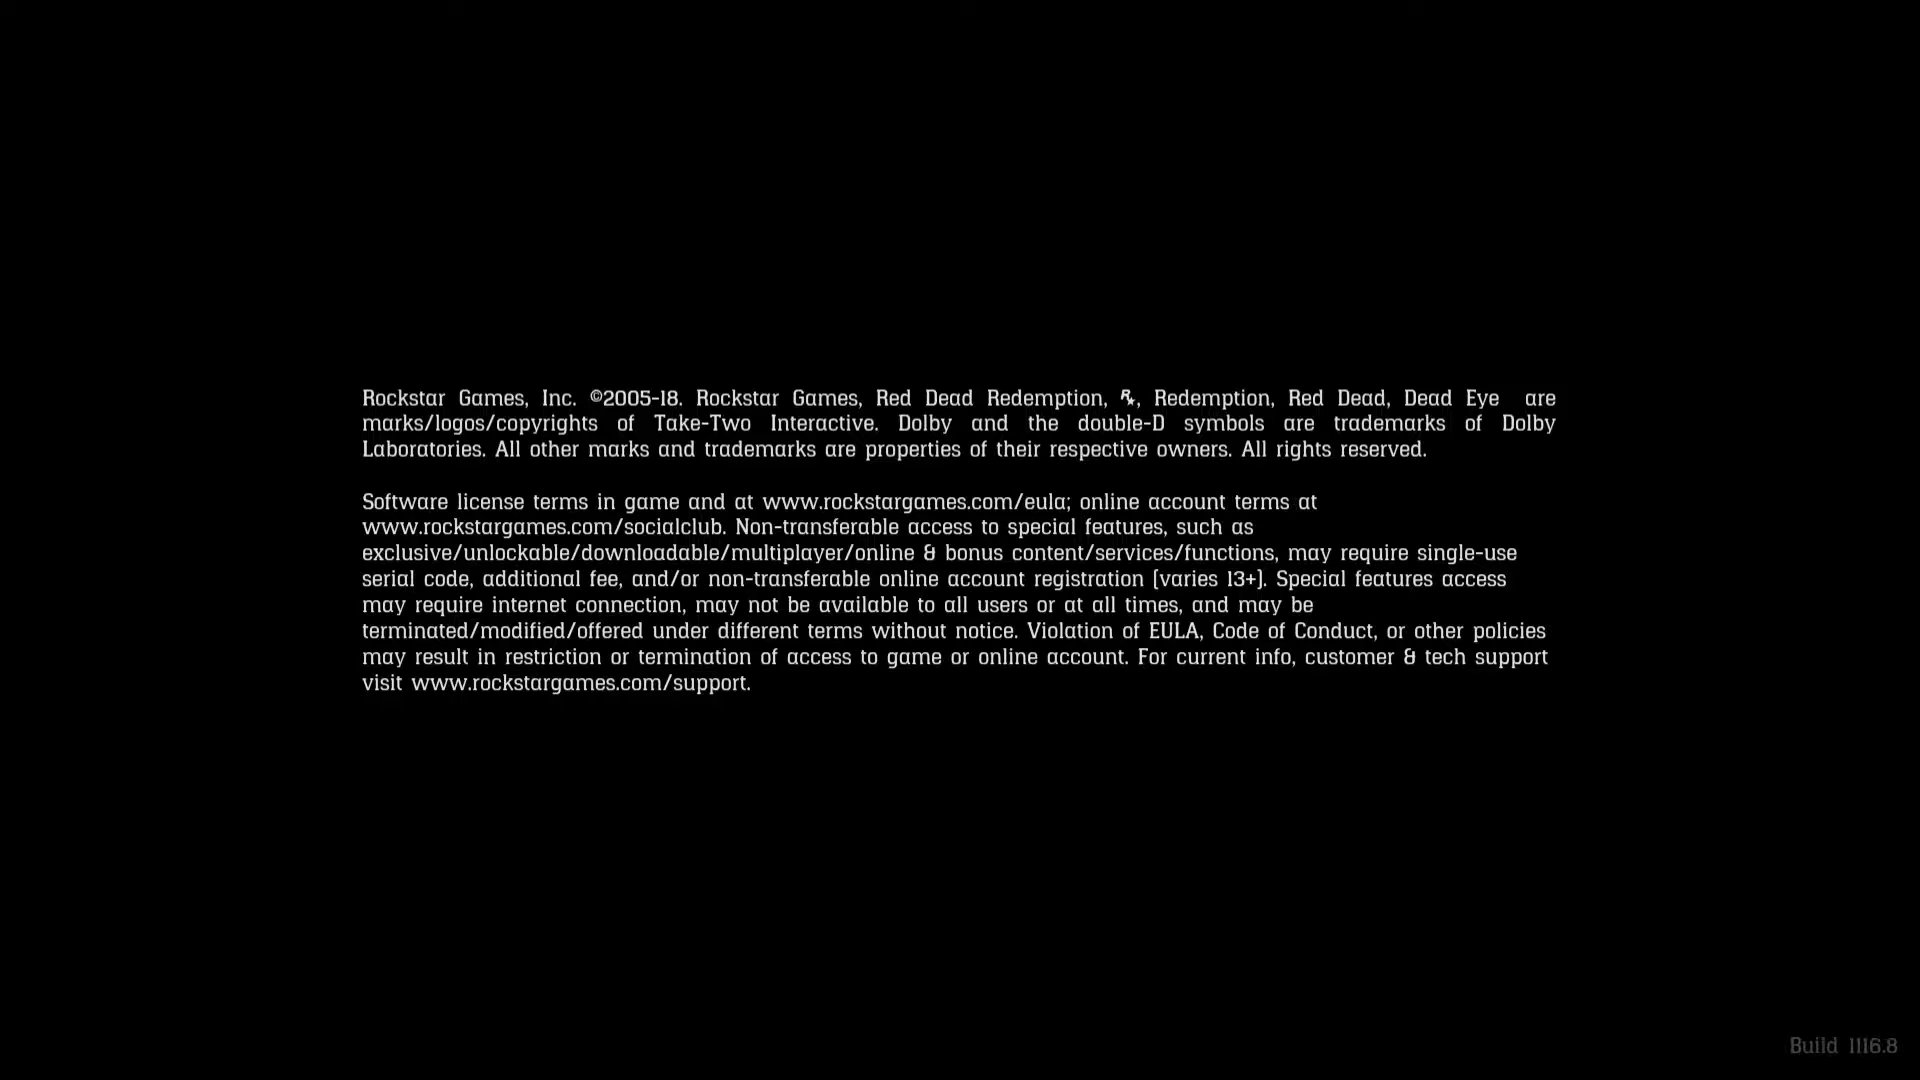 Rockstar Games, Inc. ©2005-18. Rockstar Games, Red Dead Redemption, R★, Redemption, Red Dead, Dead Eye are
marks/logos/copyrights of Take-Two Interactive. Dolby and the double-D symbols are trademarks of Dolby
Laboratories. All other marks and trademarks are properties of their respective owners. All rights reserved.
Software license terms in game and at www.rockstargames.com/eula; online account terms at
www.rockstargames.com/socialclub. Non-transferable access to special features, such as
exclusive/unlockable/downloadable/multiplayer/online & bonus content/services/functions, may require single-use
serial code, additional fee, and/or non-transferable online account registration (varies 13+). Special features access
may require internet connection, may not be available to all users or at all times, and may be
terminated/modified/offered under different terms without notice. Violation of EULA, Code of Conduct, or other policies
may result in restriction or termination of access to game or online account. For current info, customer & tech support
visit www.rockstargames.com/support.
Build 1116.8